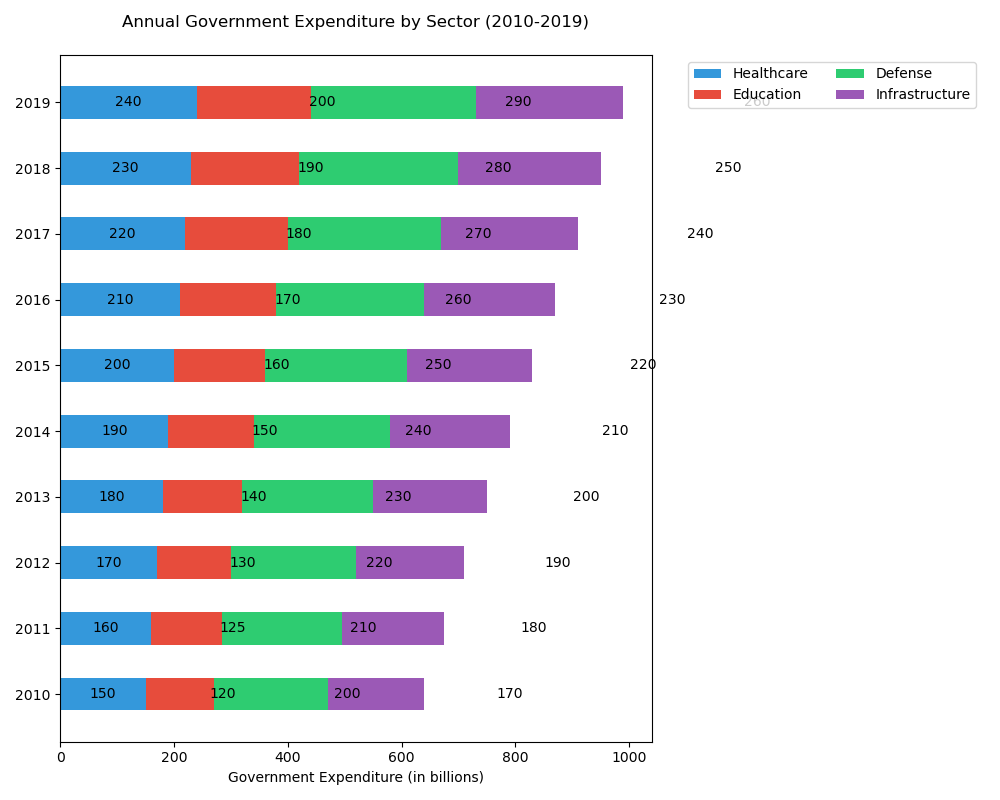 Annual Government Expenditure by Sector (2010-2019)
Healthcare Defense
Education Infrastructure
2019 240 200 290 260
2018 230 190 280 250
2017 220 180 270 240
2016 210 170 260 230
2015 200 160 250 220
2014 190 150 240 210
2013 180 140 230 200
2012 170 130 220 190
2011 160 125 210 180
2010 150 120 200 170
0 200 400 600 800 1000
Government Expenditure (in billions)